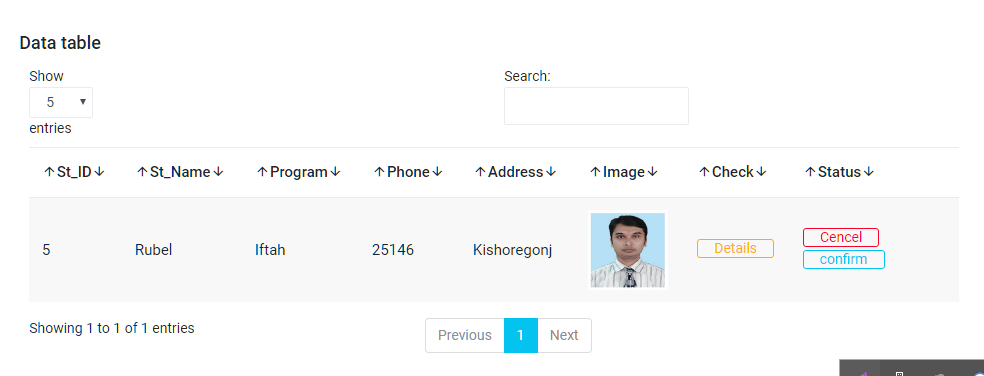 Data table
Show
5
entries
Search:
↑St_ID↓ ↑St_Name↓ ↑Program↓ ↑Phone↓ ↑Address↓ ↑Image↓ ↑Check↓ ↑Status↓
5 Rubel Iftah 25146 Kishoregonj Details Cencel
confirm
Showing 1 to 1 of 1 entries
Previous 1 Next